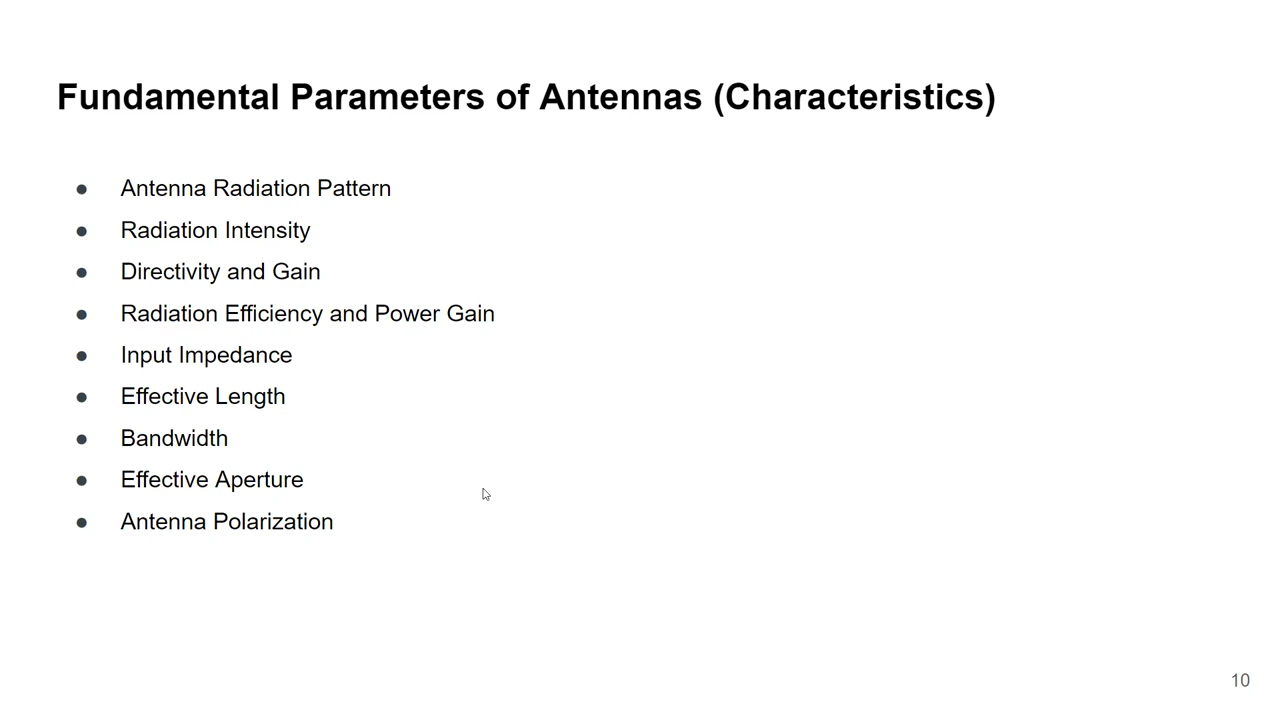 Fundamental Parameters of Antennas (Characteristics)
● Antenna Radiation Pattern
● Radiation Intensity
● Directivity and Gain
● Radiation Efficiency and Power Gain
● Input Impedance
● Effective Length
● Bandwidth
● Effective Aperture
● Antenna Polarization
10